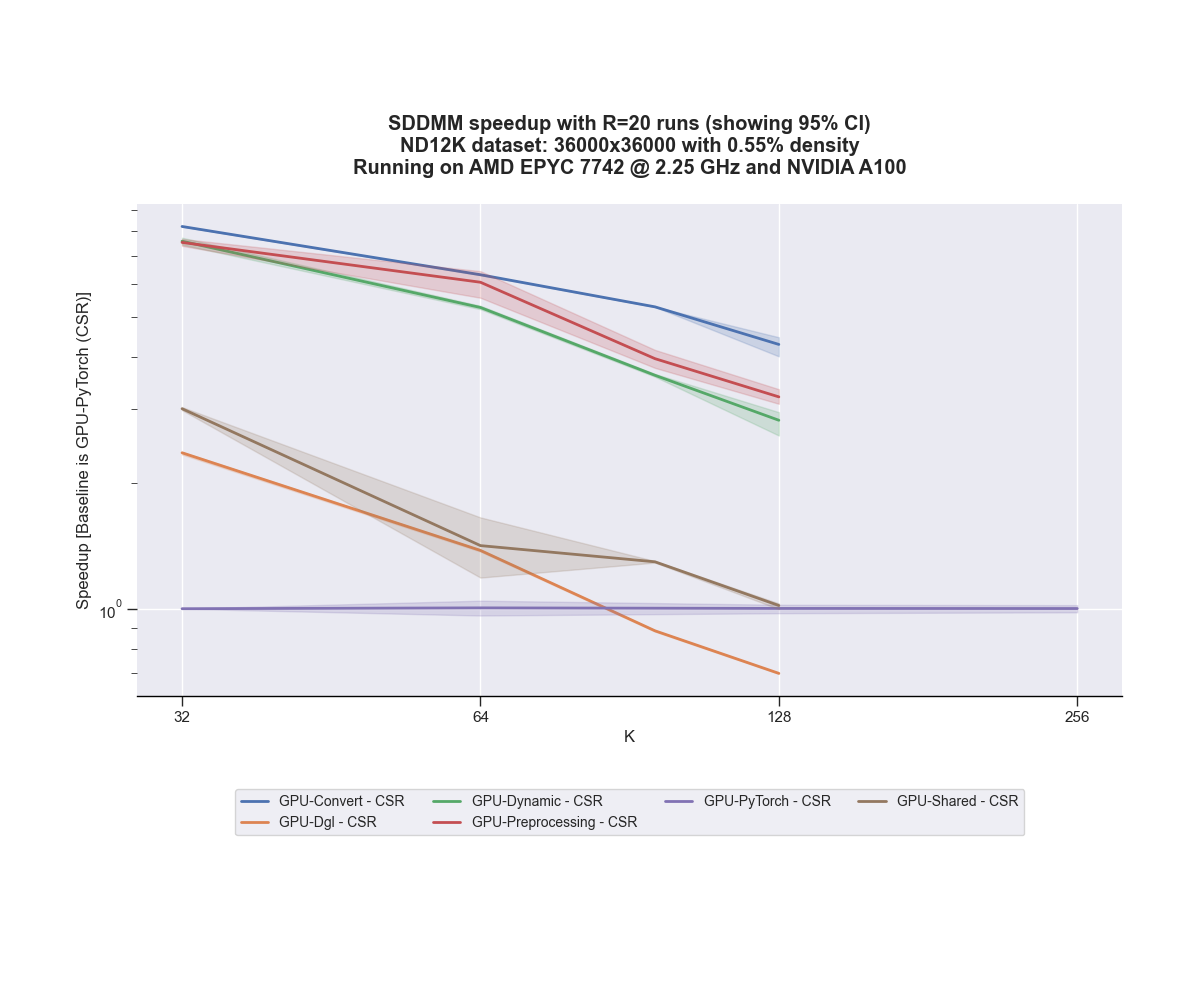 SDDMM speedup with R=20 runs (showing 95% CI)
ND12K dataset: 36000x36000 with 0.55% density
Running on AMD EPYC 7742 @ 2.25 GHz and NVIDIA A100
Speedup [Baseline is GPU-PyTorch (CSR)]
10^0
32 64 128 256
K
GPU-Convert - CSR GPU-Dynamic - CSR GPU-PyTorch - CSR GPU-Shared - CSR
GPU-Dgl - CSR GPU-Preprocessing - CSR